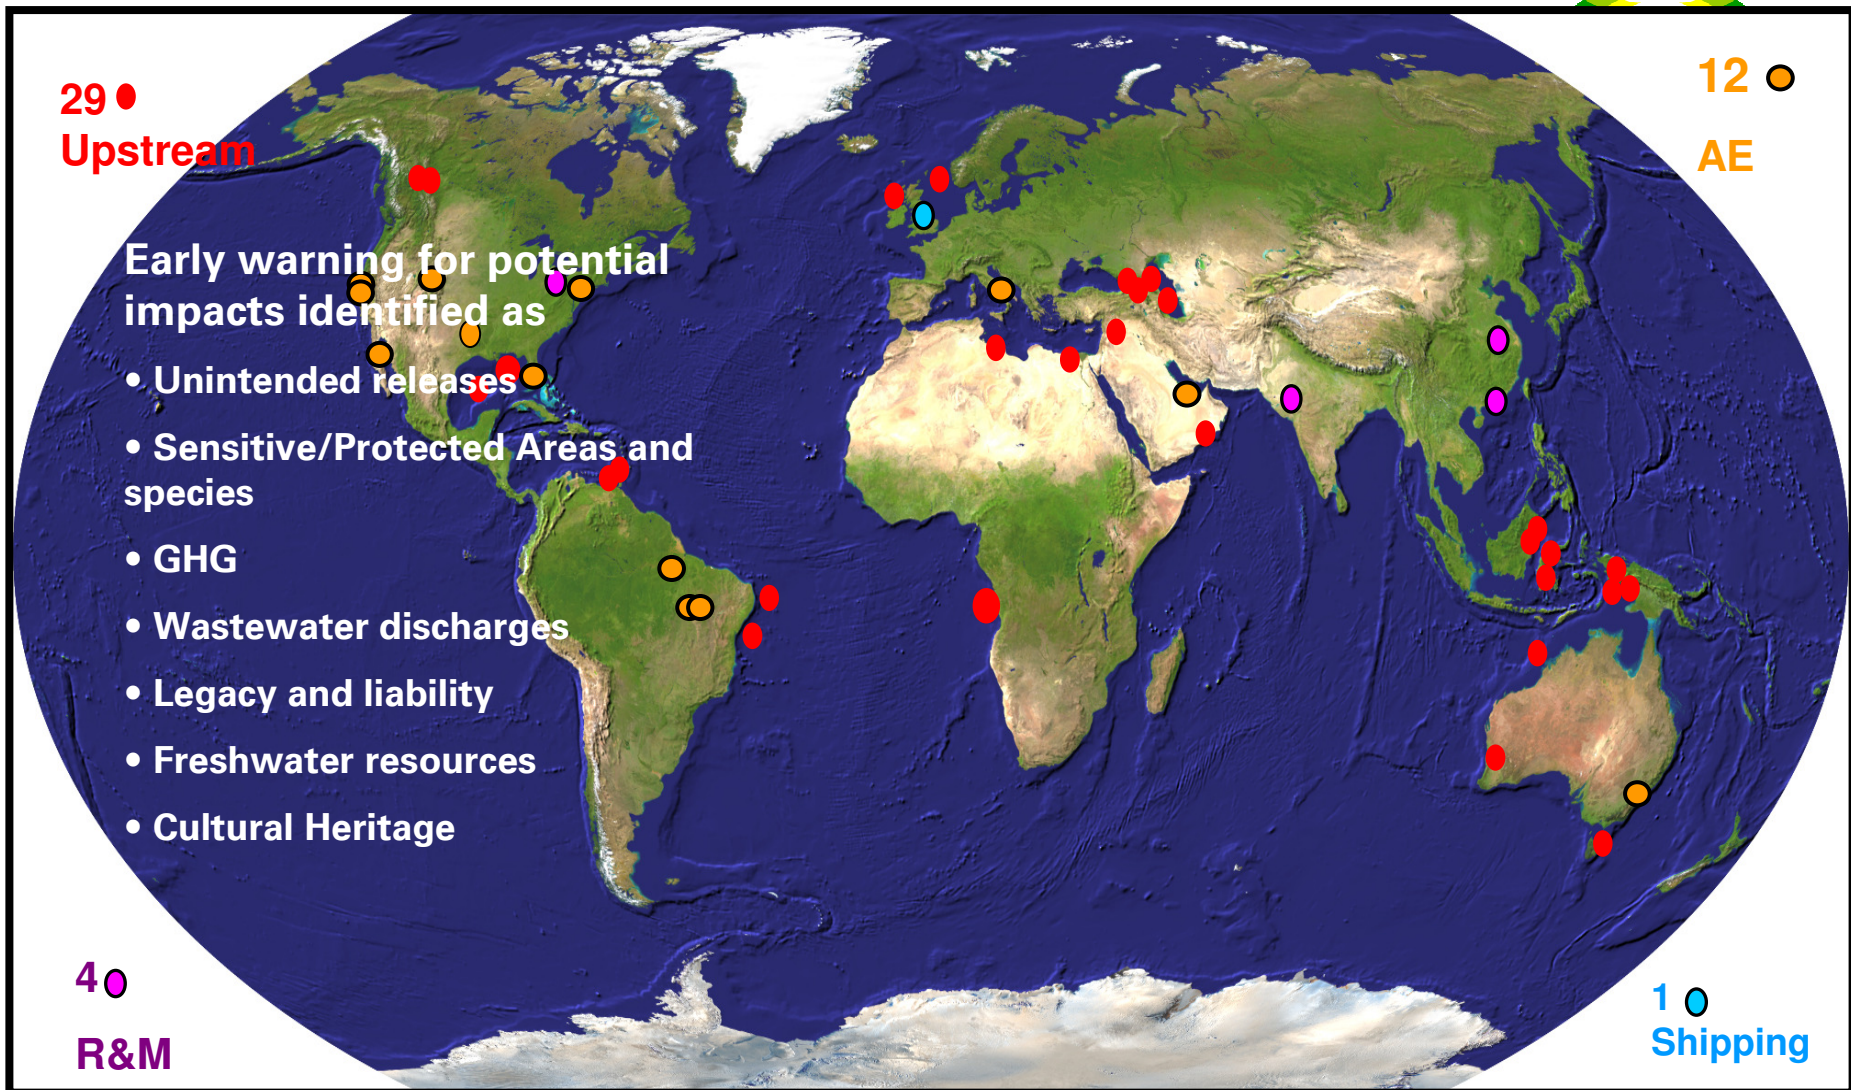 29
Upstream
12
AE
Early warning for potential
impacts identified as
• Unintended releases
• Sensitive/Protected Areas and
species
• GHG
• Wastewater discharges
• Legacy and liability
• Freshwater resources
• Cultural Heritage
4
R&M
1
Shipping